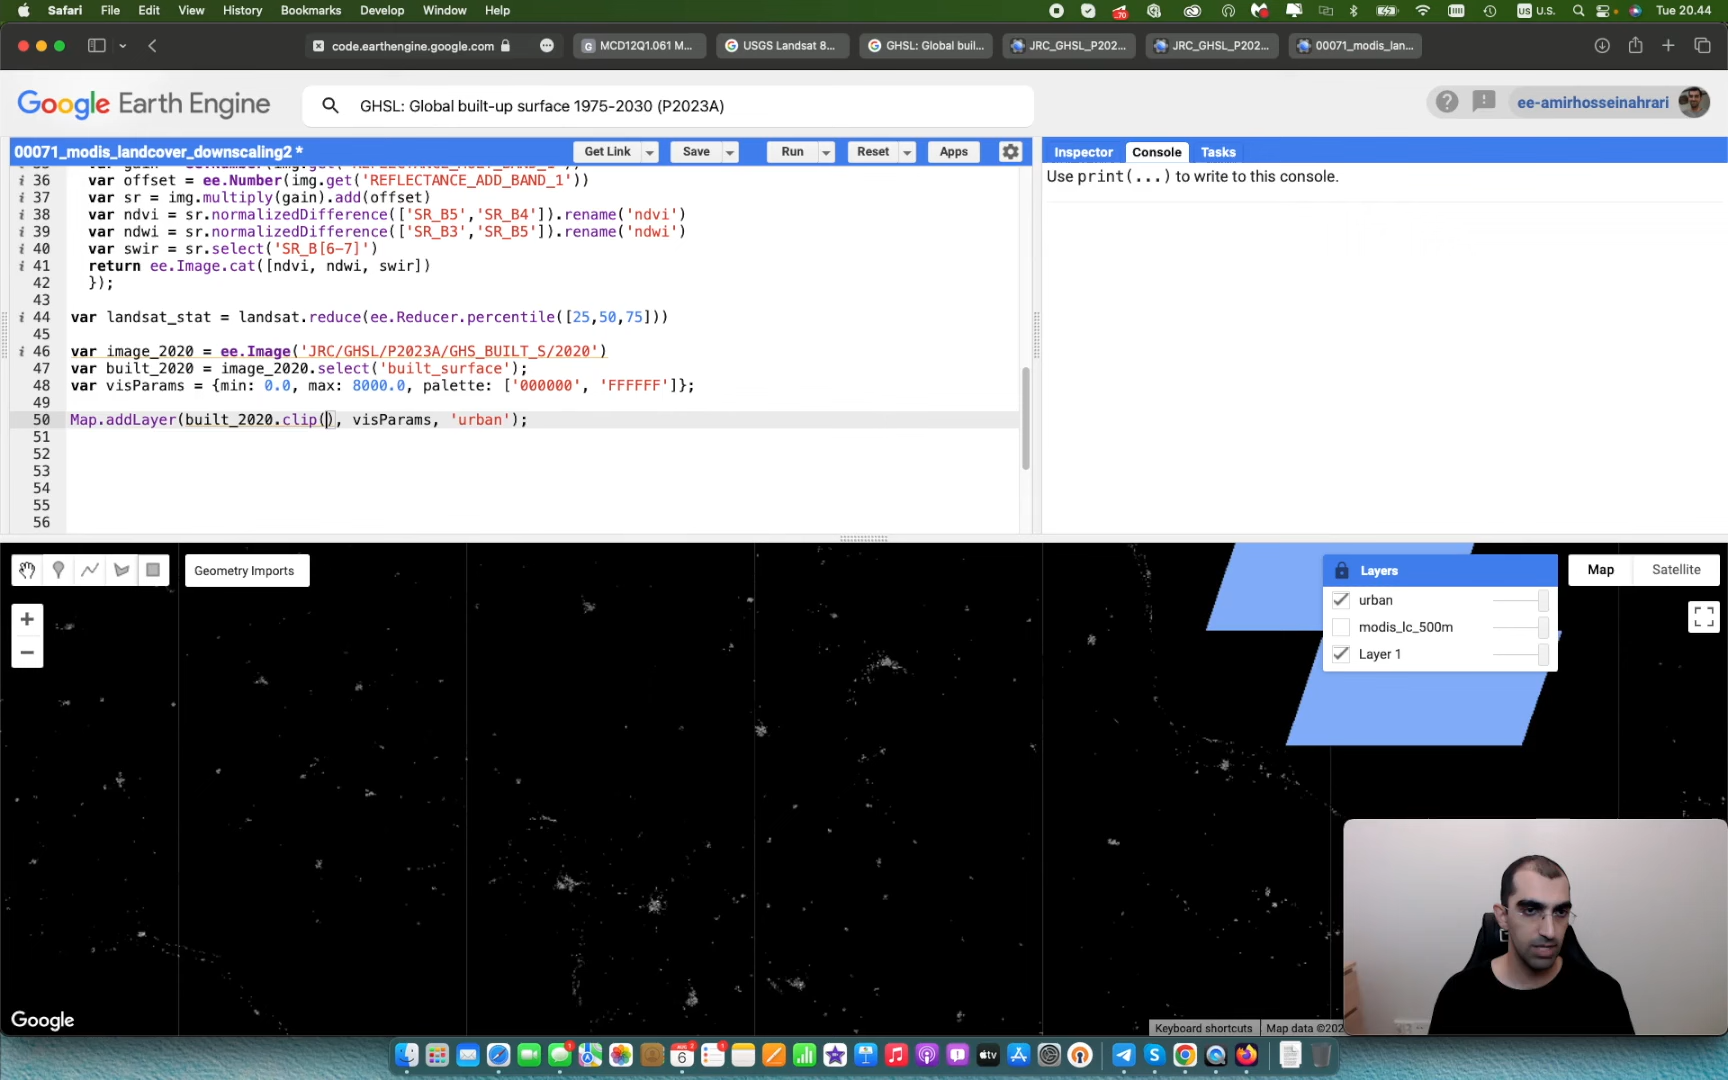 Safari File Edit View History Bookmarks Develop Window Help
70 U.S. Tue 20.44
code.earthengine.google.com MCD12Q1.061 M... USGS Landsat 8... GHSL: Global buil... JRC_GHSL_P202... JRC_GHSL_P202... 00071_modis_lan...
Google Earth Engine GHSL: Global built-up surface 1975-2030 (P2023A) ee-amirhosseinahrari
00071_modis_landcover_downscaling2 * Get Link Save Run Reset Apps
Inspector Console Tasks
Use print(...) to write to this console.
i 36 var offset = ee.Number(img.get('REFLECTANCE_ADD_BAND_1'))
i 37 var sr = img.multiply(gain).add(offset)
i 38 var ndvi = sr.normalizedDifference(['SR_B5','SR_B4']).rename('ndvi')
i 39 var ndwi = sr.normalizedDifference(['SR_B3','SR_B5']).rename('ndwi')
i 40 var swir = sr.select('SR_B[6-7]')
i 41 return ee.Image.cat([ndvi, ndwi, swir])
42 });
43
i 44 var landsat_stat = landsat.reduce(ee.Reducer.percentile([25,50,75]))
45
i 46 var image_2020 = ee.Image('JRC/GHSL/P2023A/GHS_BUILT_S/2020')
47 var built_2020 = image_2020.select('built_surface');
48 var visParams = {min: 0.0, max: 8000.0, palette: ['000000', 'FFFFFF']};
49
50 Map.addLayer(built_2020.clip(), visParams, 'urban');
51
52
53
54
55
56
Geometry Imports
Layers
urban
modis_lc_500m
Layer 1
Map Satellite
Google
Keyboard shortcuts Map data ©202